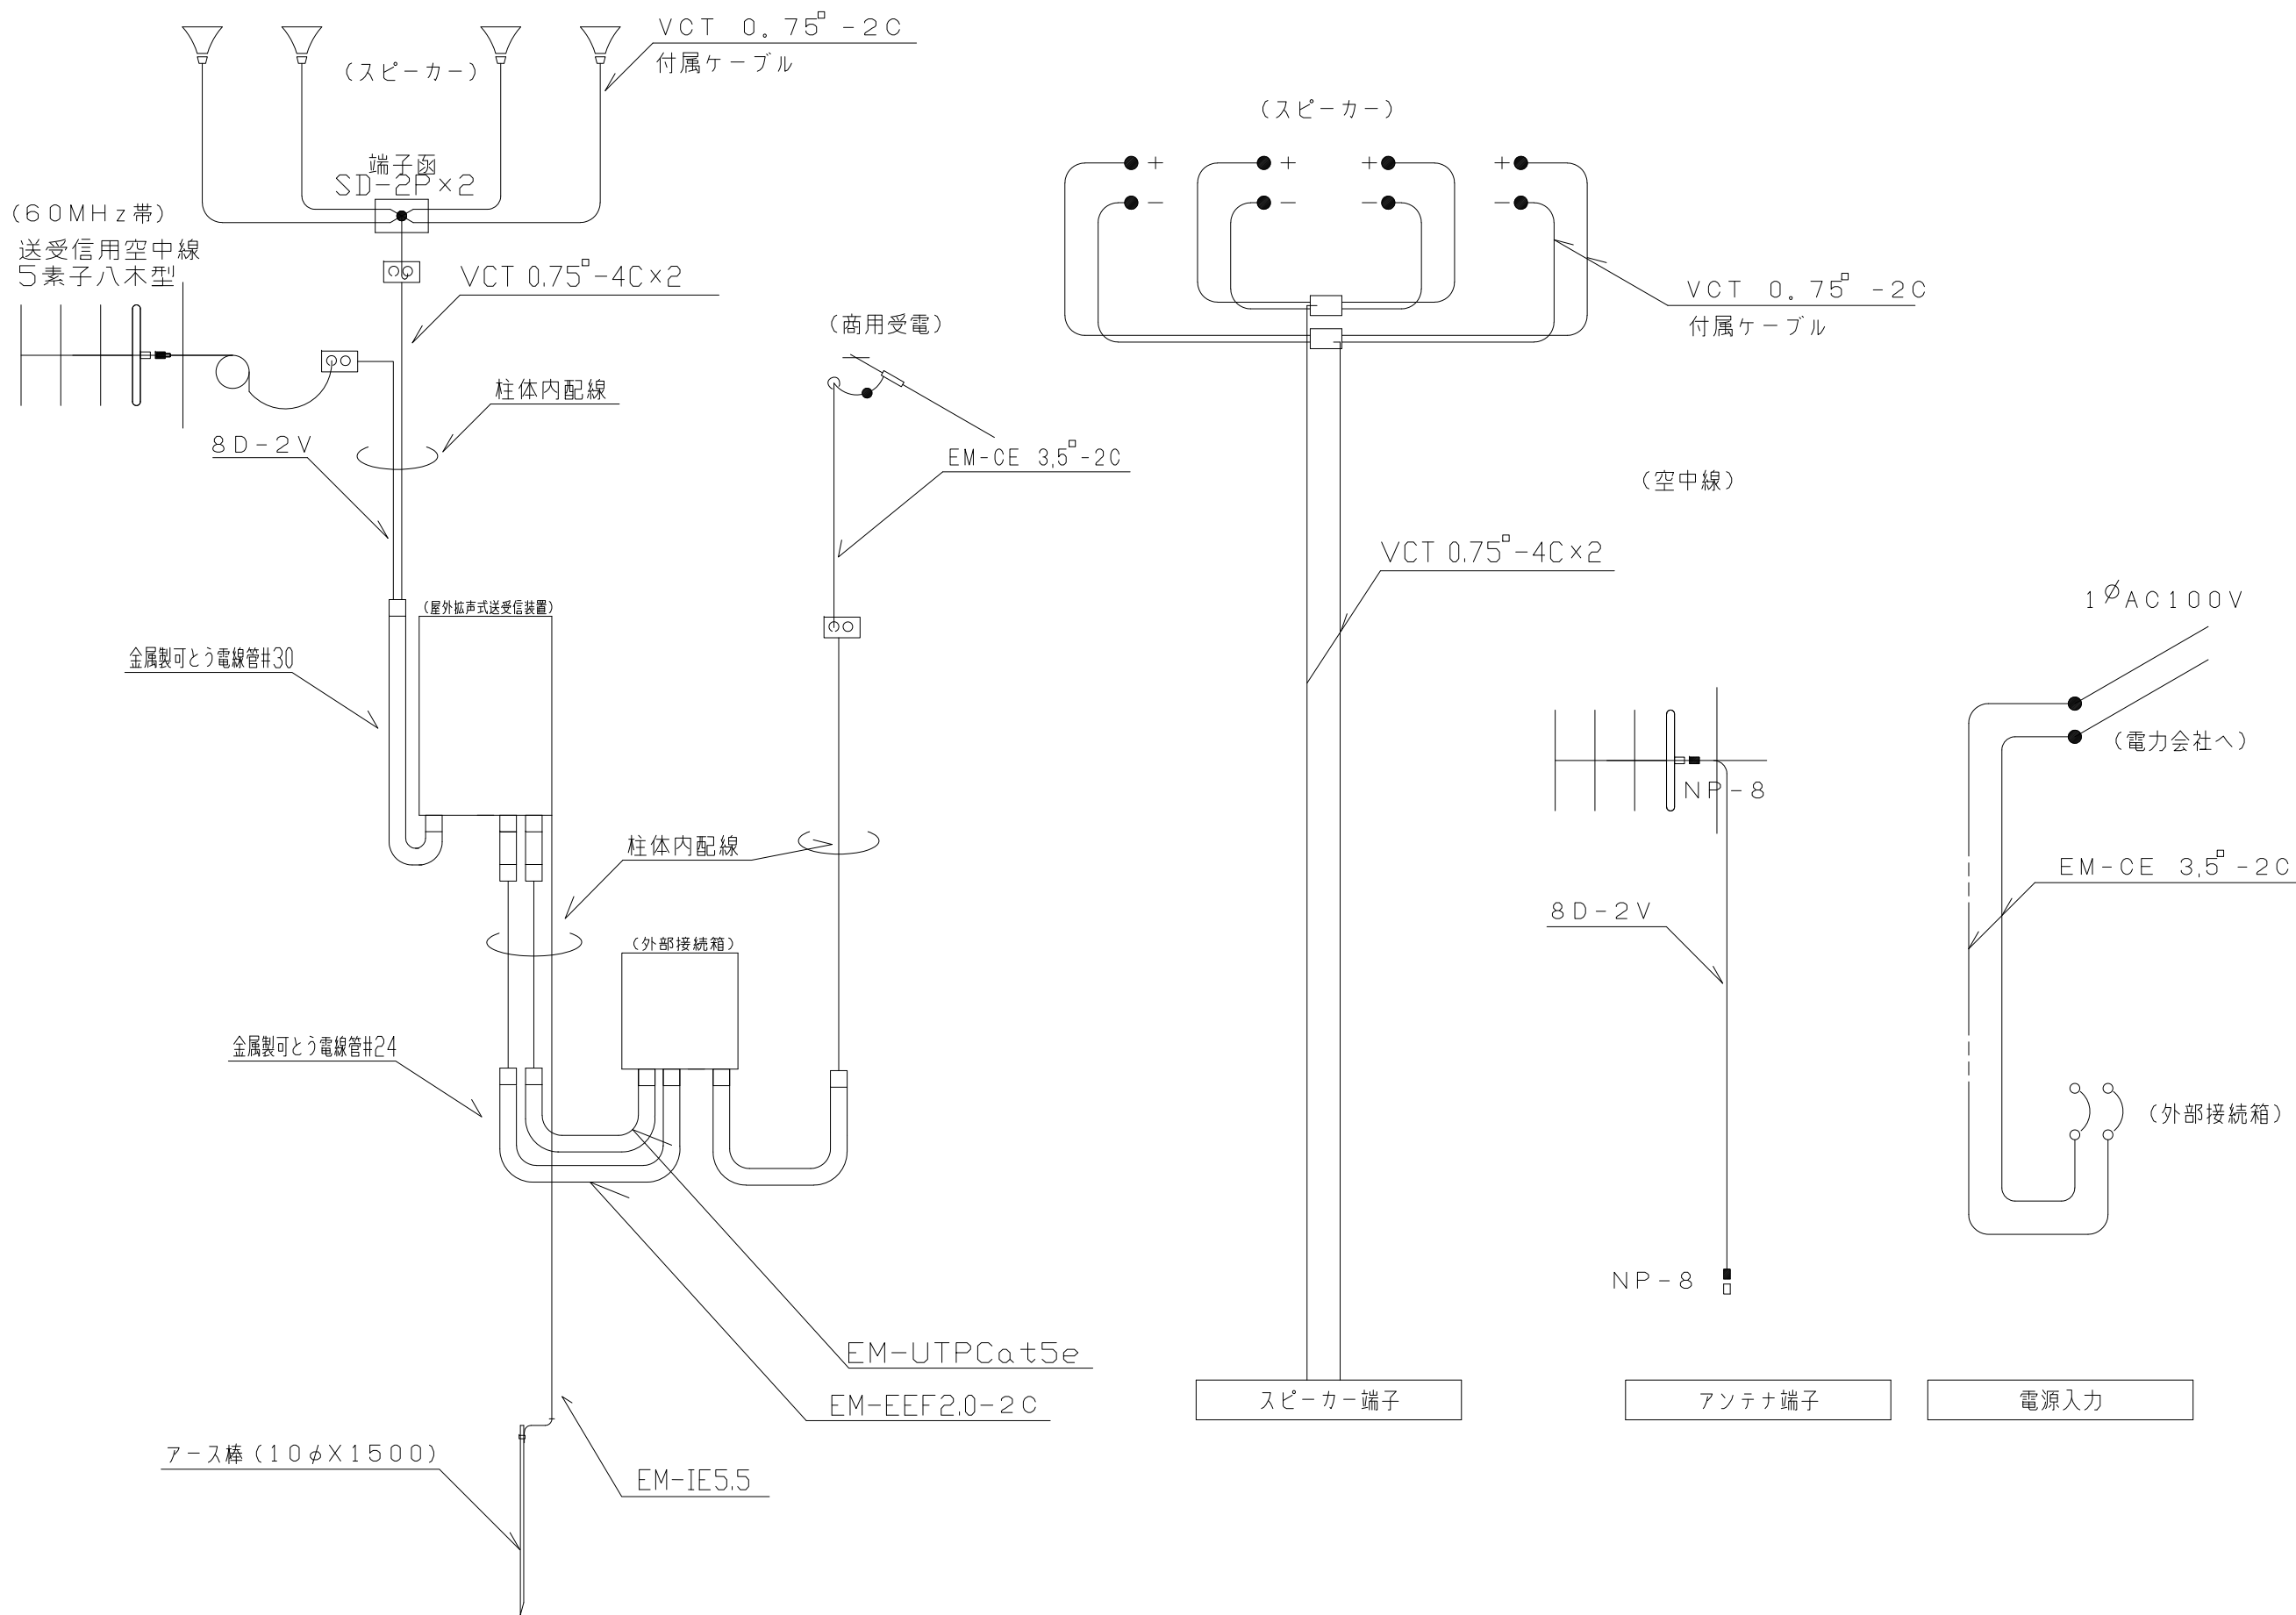 VCT 0.75□-2C
付属ケーブル
(スピーカー)
端子函
SD-2P×2
(60MHz帯)
送受信用空中線
5素子八木型
VCT 0.75□-4C×2
(商用受電)
柱体内配線
8D-2V
EM-CE 3.5□-2C
(屋外拡声式送受信装置)
金属製可とう電線管#30
柱体内配線
(外部接続箱)
金属製可とう電線管#24
EM-UTPCat5e
EM-EEF2.0-2C
アース棒(10φX1500)
EM-IE5.5
(スピーカー)
+
+
+
+
-
-
-
-
VCT 0.75□-2C
付属ケーブル
VCT 0.75□-4C×2
スピーカー端子
(空中線)
NP-8
8D-2V
NP-8
アンテナ端子
1φAC100V
(電力会社へ)
EM-CE 3.5□-2C
(外部接続箱)
電源入力